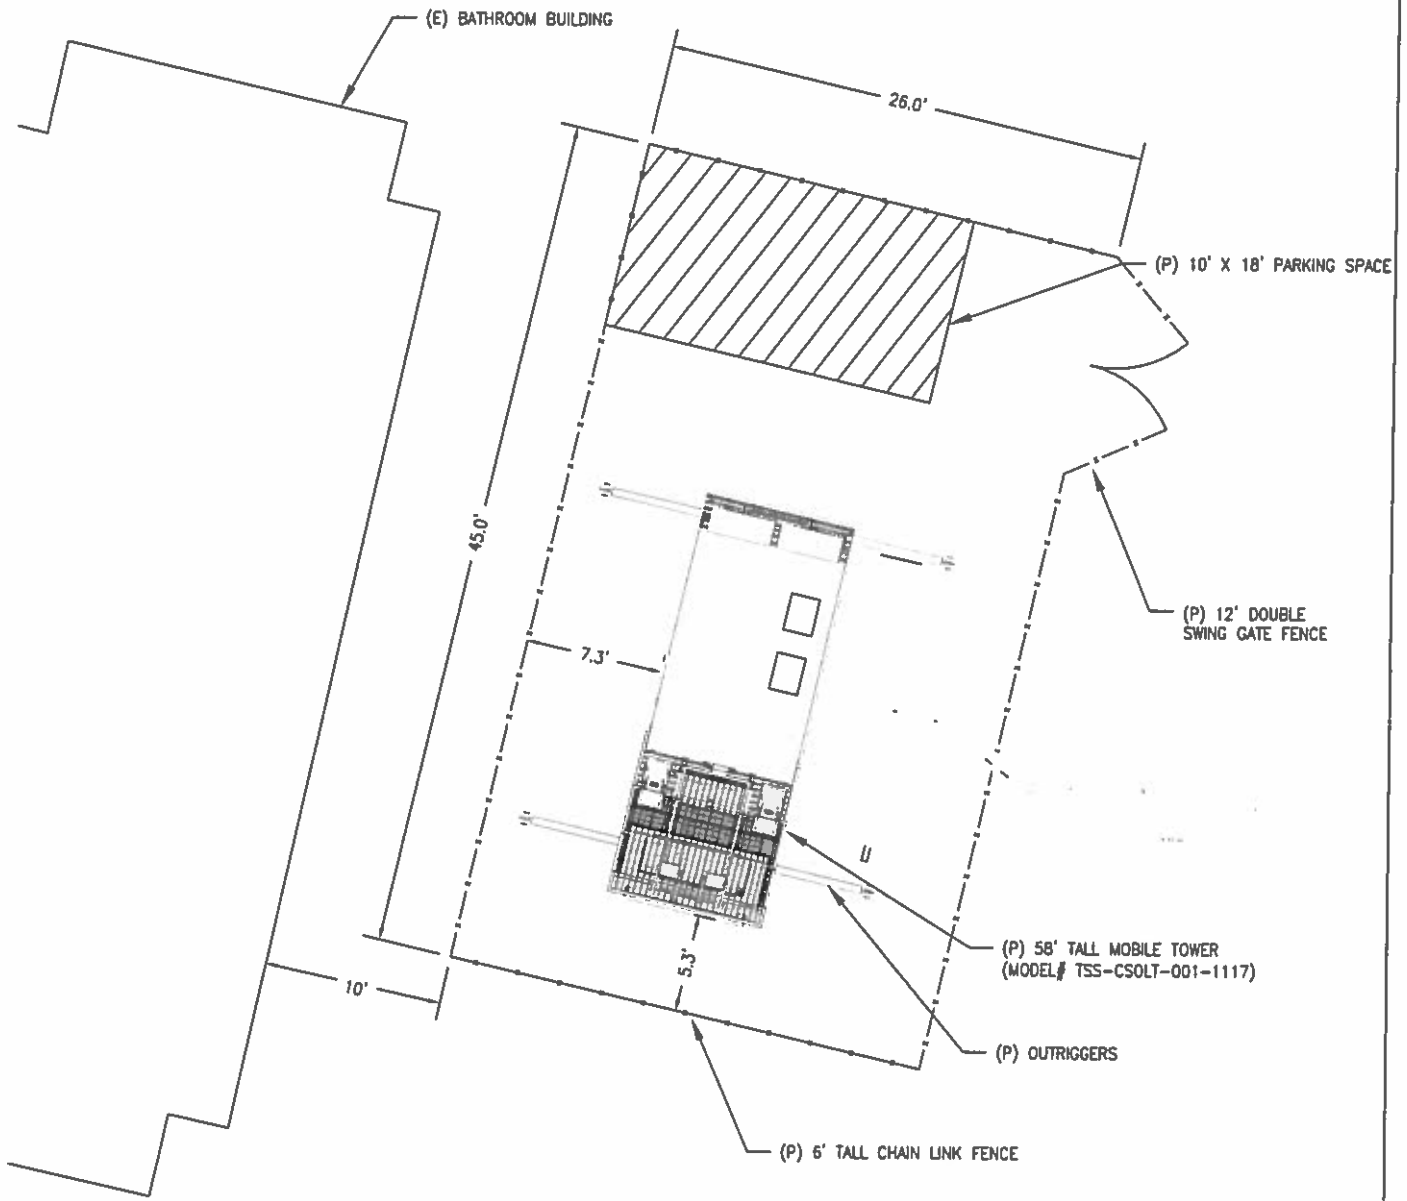 (E) BATHROOM BUILDING
26.0'
(P) 10' X 18' PARKING SPACE
45.0'
(P) 12' DOUBLE
SWING GATE FENCE
7.3'
5.3'
(P) 58' TALL MOBILE TOWER
(MODEL# TSS-CSOLT-001-1117)
10'
(P) OUTRIGGERS
(P) 6' TALL CHAIN LINK FENCE